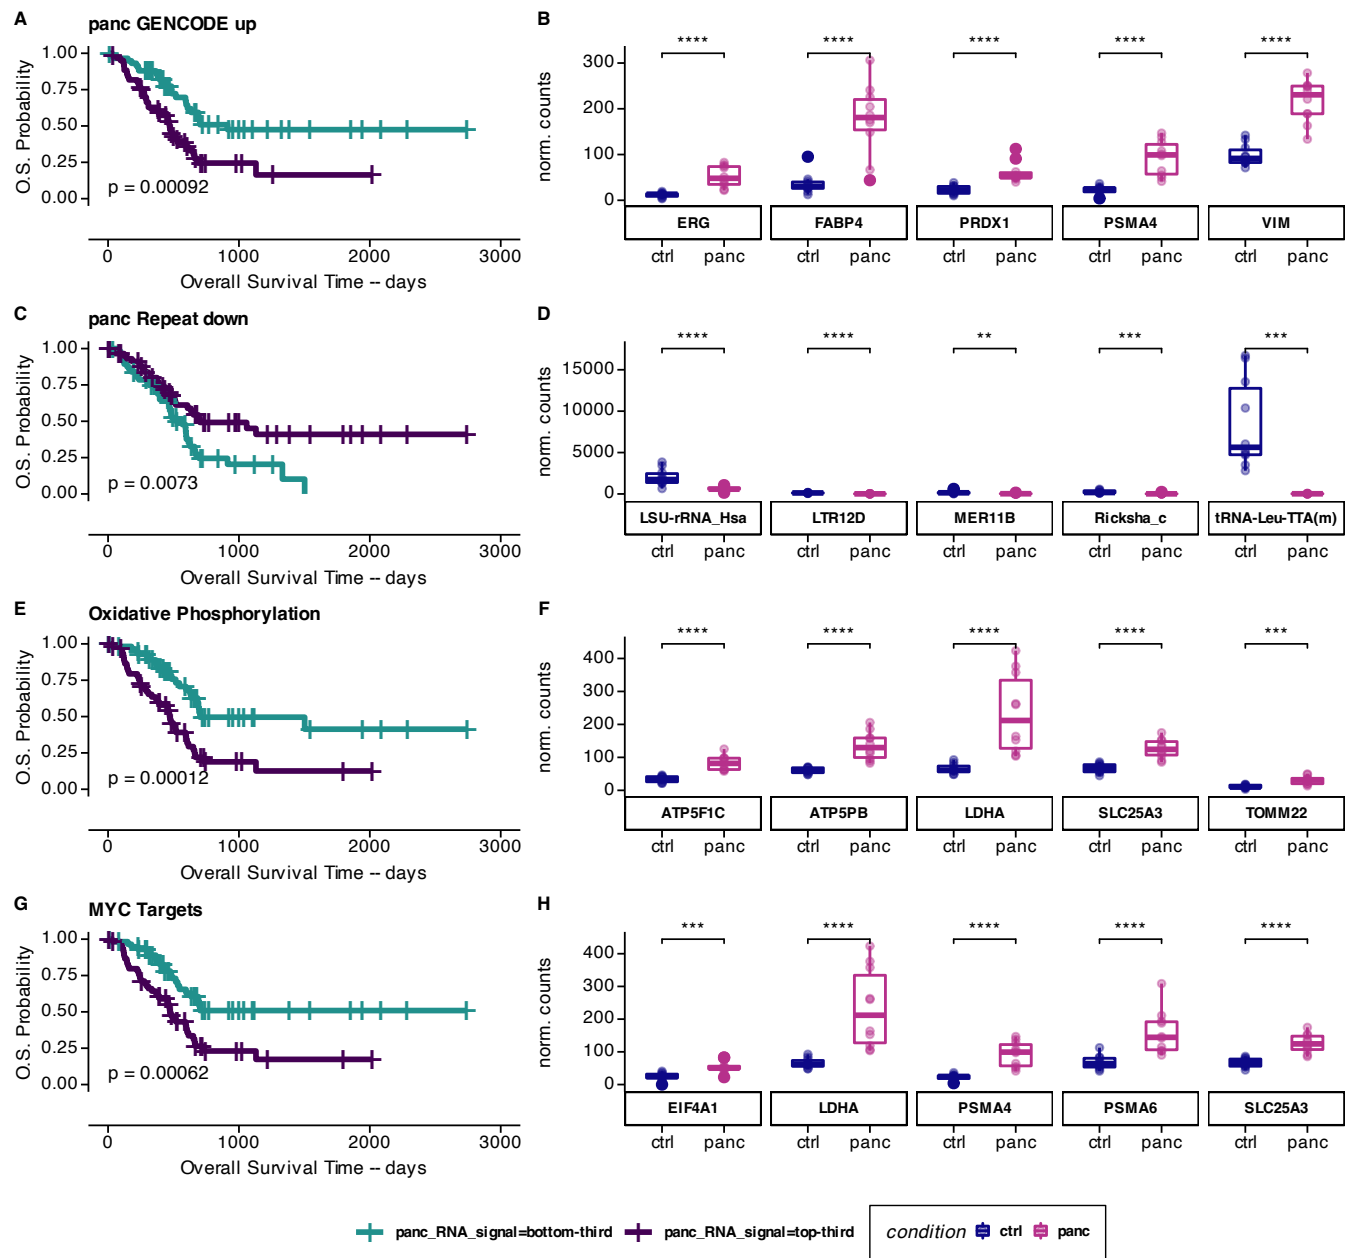 A
panc GENCODE up
O.S. Probability
1.00
0.75
0.50
0.25
0.00
p = 0.00092
0 1000 2000 3000
Overall Survival Time -- days
B
norm. counts
300
200
100
0
**** **** **** **** ****
ERG FABP4 PRDX1 PSMA4 VIM
ctrl panc ctrl panc ctrl panc ctrl panc ctrl panc
C
panc Repeat down
O.S. Probability
1.00
0.75
0.50
0.25
0.00
p = 0.0073
0 1000 2000 3000
Overall Survival Time -- days
D
norm. counts
15000
10000
5000
0
**** **** ** *** ***
LSU-rRNA_Hsa LTR12D MER11B Ricksha_c tRNA-Leu-TTA(m)
ctrl panc ctrl panc ctrl panc ctrl panc ctrl panc
E
Oxidative Phosphorylation
O.S. Probability
1.00
0.75
0.50
0.25
0.00
p = 0.00012
0 1000 2000 3000
Overall Survival Time -- days
F
norm. counts
400
300
200
100
0
**** **** **** **** ***
ATP5F1C ATP5PB LDHA SLC25A3 TOMM22
ctrl panc ctrl panc ctrl panc ctrl panc ctrl panc
G
MYC Targets
O.S. Probability
1.00
0.75
0.50
0.25
0.00
p = 0.00062
0 1000 2000 3000
Overall Survival Time -- days
H
norm. counts
400
300
200
100
0
*** **** **** **** ****
EIF4A1 LDHA PSMA4 PSMA6 SLC25A3
ctrl panc ctrl panc ctrl panc ctrl panc ctrl panc
panc_RNA_signal=bottom-third panc_RNA_signal=top-third condition ctrl panc